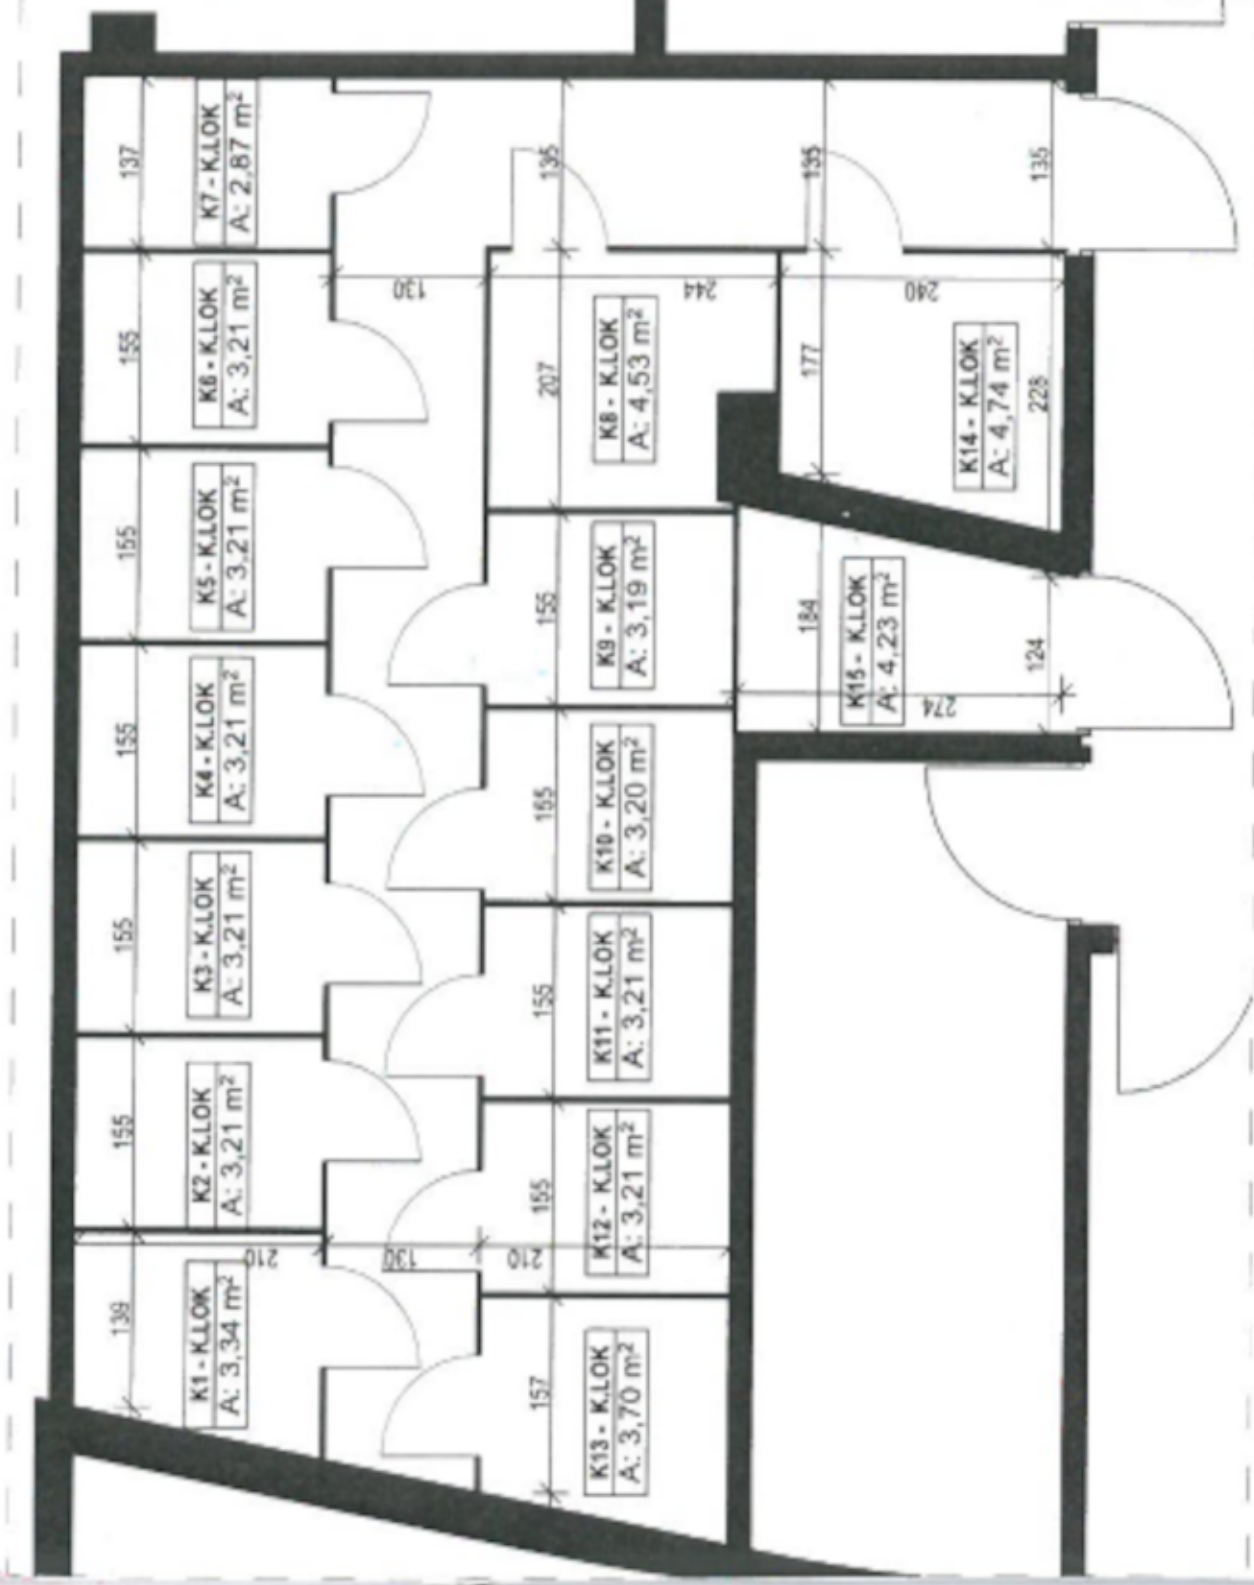 K7 - K.LOK
A: 2,87 m²
137
K6 - K.LOK
A: 3,21 m²
155
K5 - K.LOK
A: 3,21 m²
155
K4 - K.LOK
A: 3,21 m²
155
K3 - K.LOK
A: 3,21 m²
155
K2 - K.LOK
A: 3,21 m²
155
K1 - K.LOK
A: 3,34 m²
139
210
130
210
135
135
135
130
244
240
K8 - K.LOK
A: 4,53 m²
207
K9 - K.LOK
A: 3,19 m²
155
K10 - K.LOK
A: 3,20 m²
155
K11 - K.LOK
A: 3,21 m²
155
K12 - K.LOK
A: 3,21 m²
155
K13 - K.LOK
A: 3,70 m²
157
K14 - K.LOK
A: 4,74 m²
177
228
K15 - K.LOK
A: 4,23 m²
184
124
274